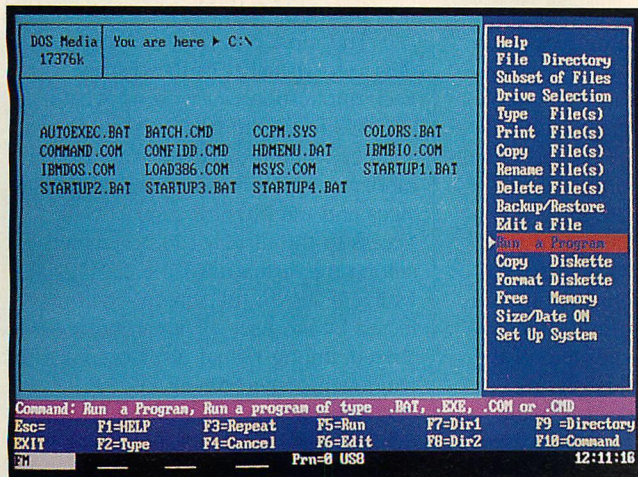 DOS Media You are here ▶ C:\
17376k
AUTOEXEC.BAT BATCH.CMD CCPM.SYS COLORS.BAT
COMMAND.COM CONFIDD.CMD HDMENU.DAT IBMBIO.COM
IBMDOS.COM LOAD386.COM MSYS.COM STARTUP1.BAT
STARTUP2.BAT STARTUP3.BAT STARTUP4.BAT
Help
File Directory
Subset of Files
Drive Selection
Type File(s)
Print File(s)
Copy File(s)
Rename File(s)
Delete File(s)
Backup/Restore
Edit a File
Run a Program
Copy Diskette
Format Diskette
Free Memory
Size/Date ON
Set Up System
Command: Run a Program, Run a program of type .BAT, .EXE, .COM or .CMD
Esc= F1=HELP F3=Repeat F5=Run F7=Dir1 F9 =Directory
EXIT F2=Type F4=Cancel F6=Edit F8=Dir2 F10=Command
FM Prn=0 US8 12:11:16